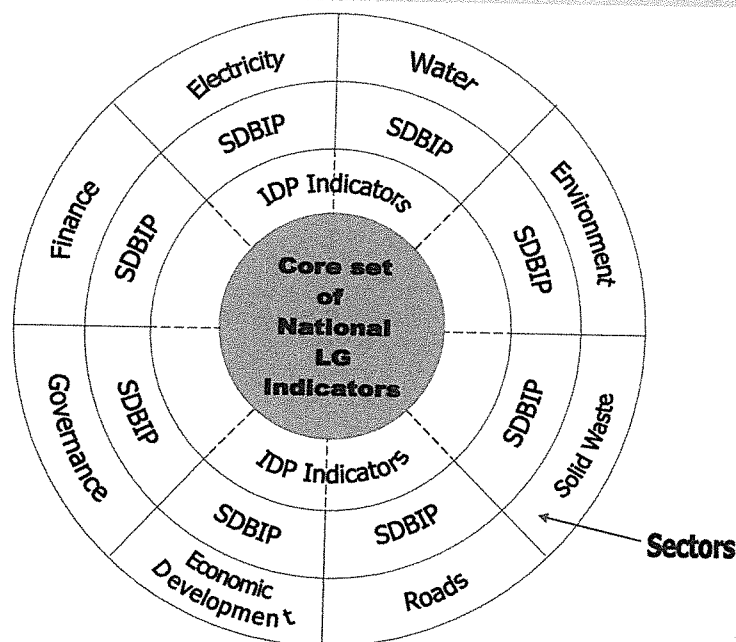 Electricity
Water
Environment
Solid Waste
Roads
Economic
Development
Governance
Finance
SDBIP
SDBIP
SDBIP
SDBIP
SDBIP
SDBIP
SDBIP
SDBIP
IDP Indicators
IDP Indicators
Core set
of
National
LG
Indicators
Sectors